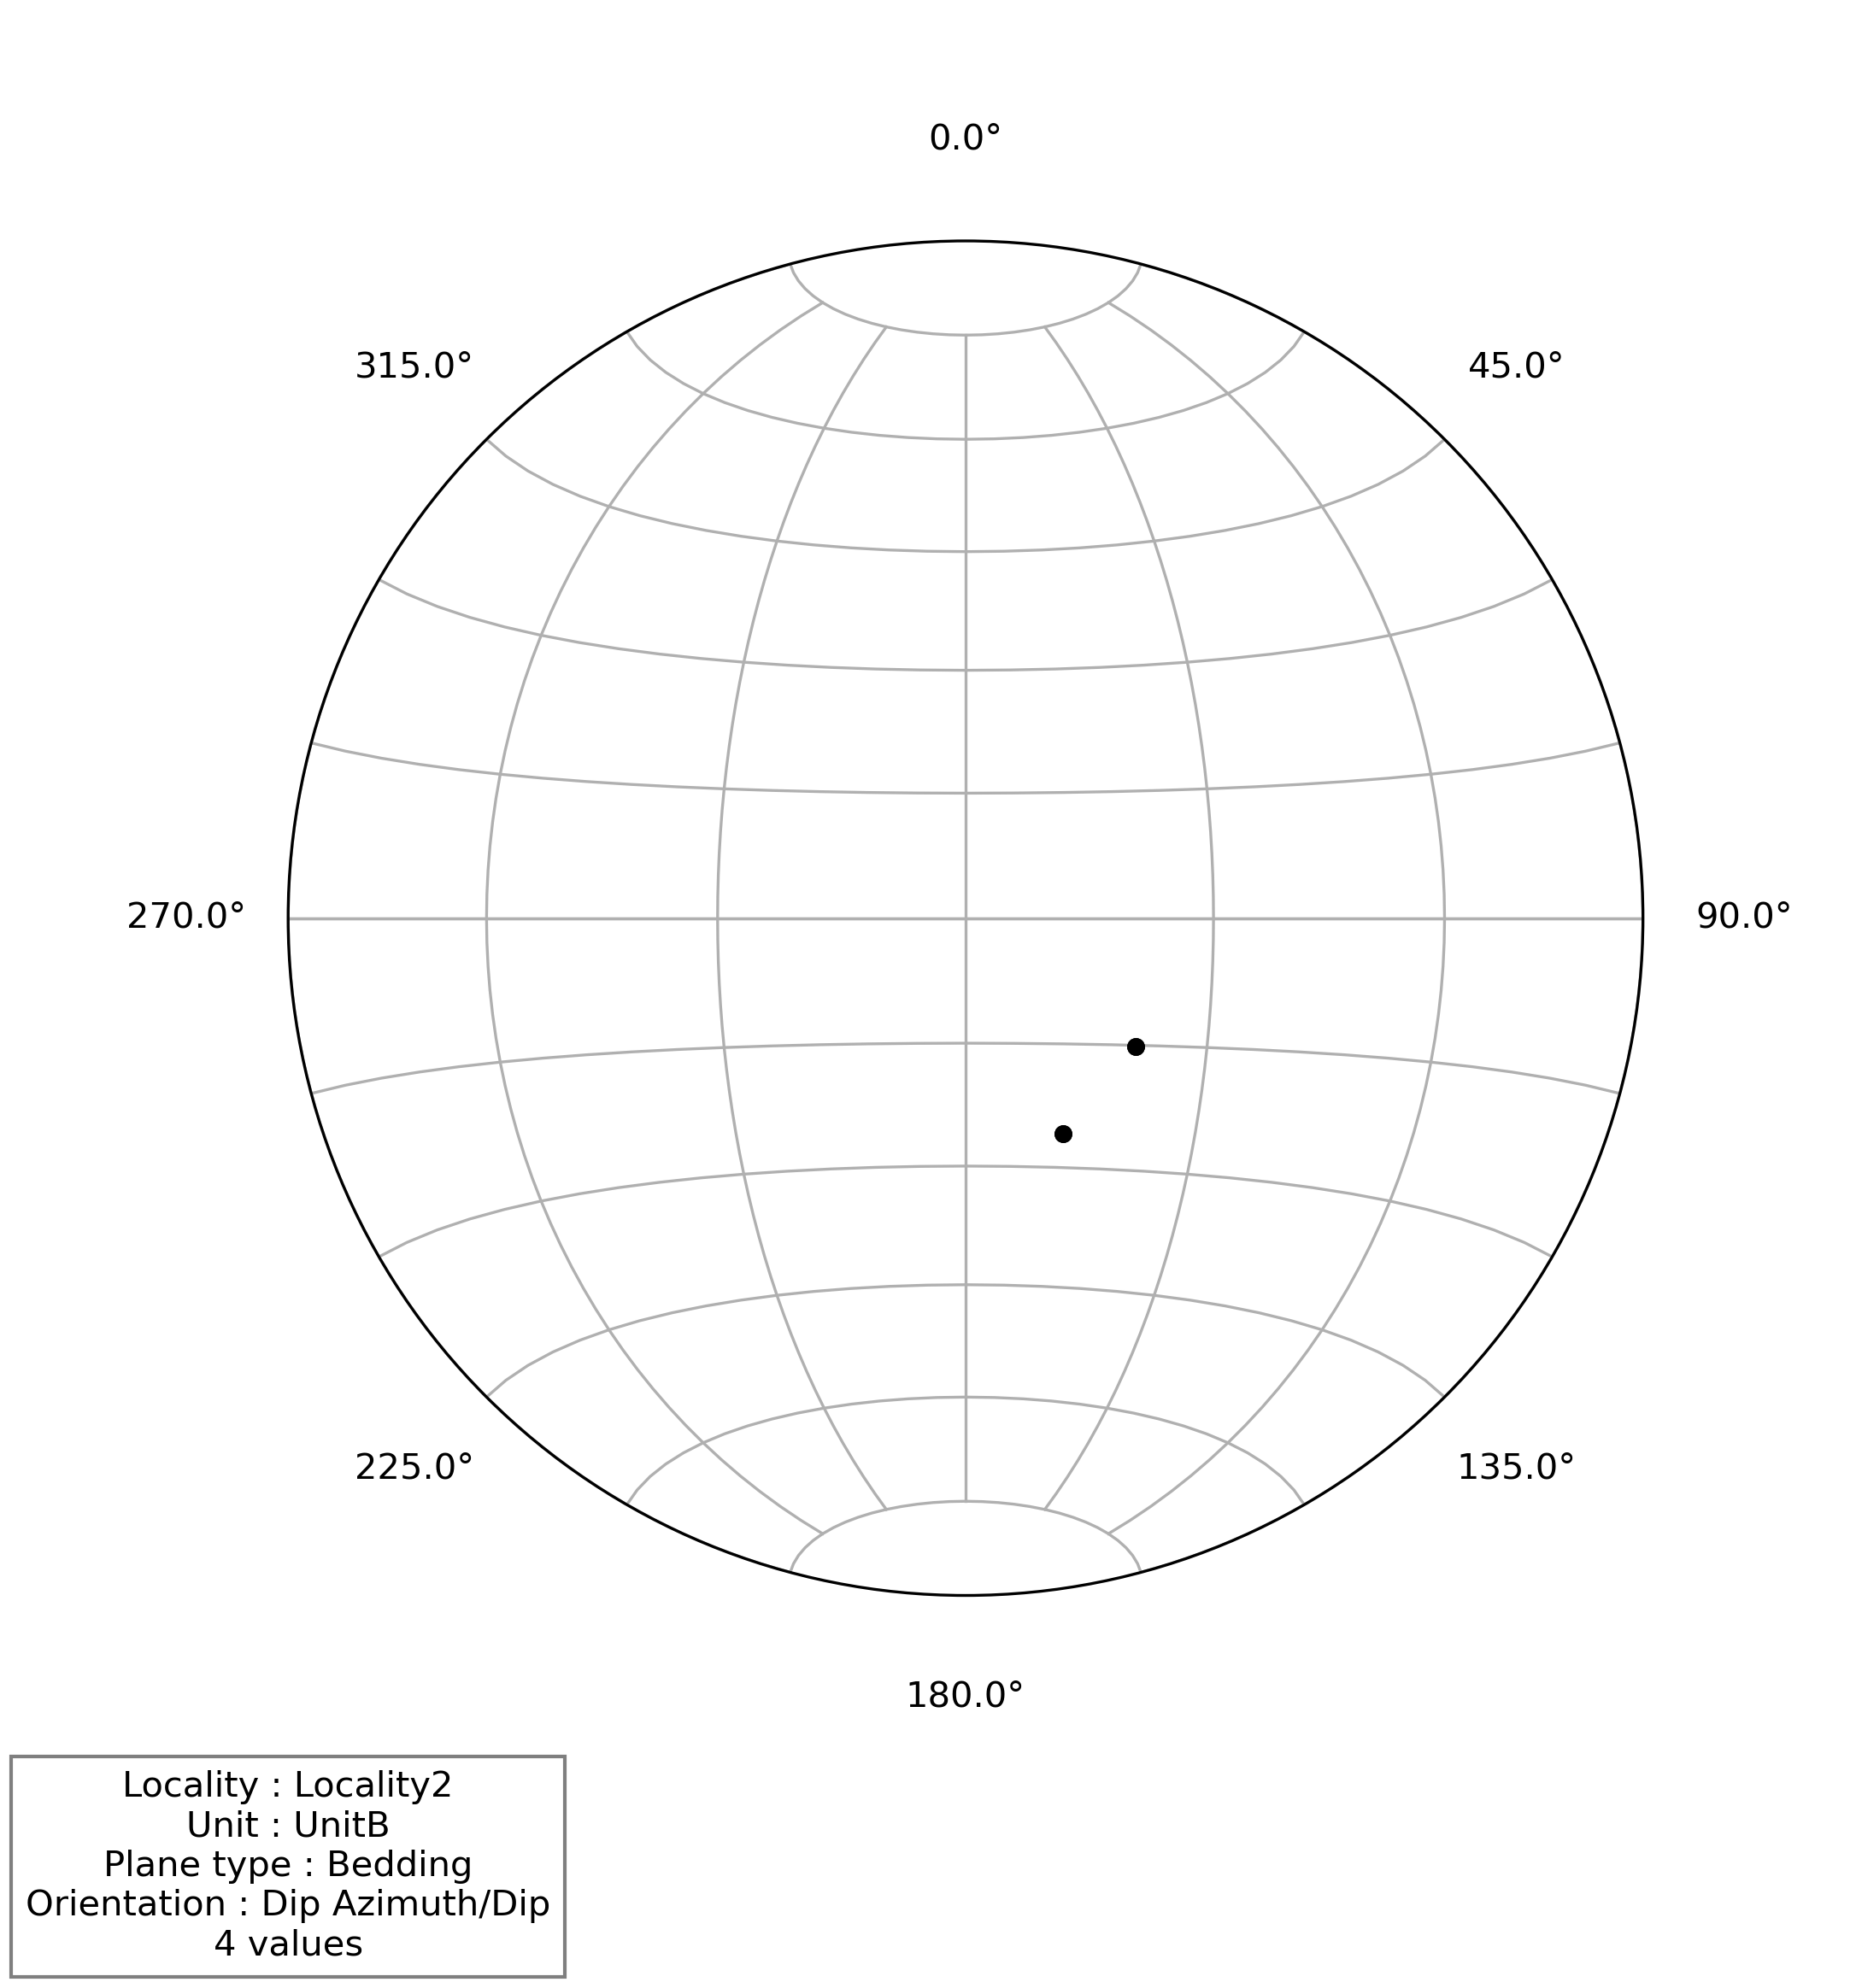 0.0°
315.0°
45.0°
270.0°
90.0°
225.0°
135.0°
180.0°
Locality : Locality2
Unit : UnitB
Plane type : Bedding
Orientation : Dip Azimuth/Dip
4 values